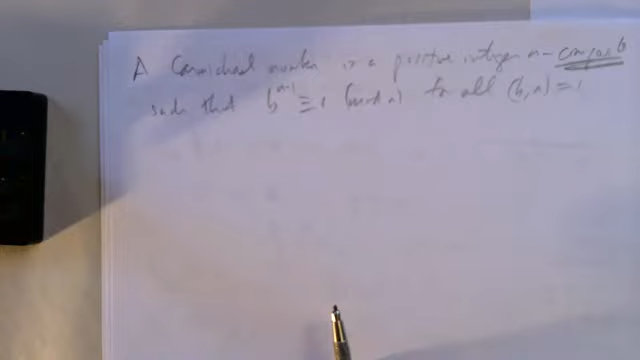 A Carmichael number is a positive integer n - composite
such that b^{n-1} ≡ 1 (mod n) for all (b, n) = 1